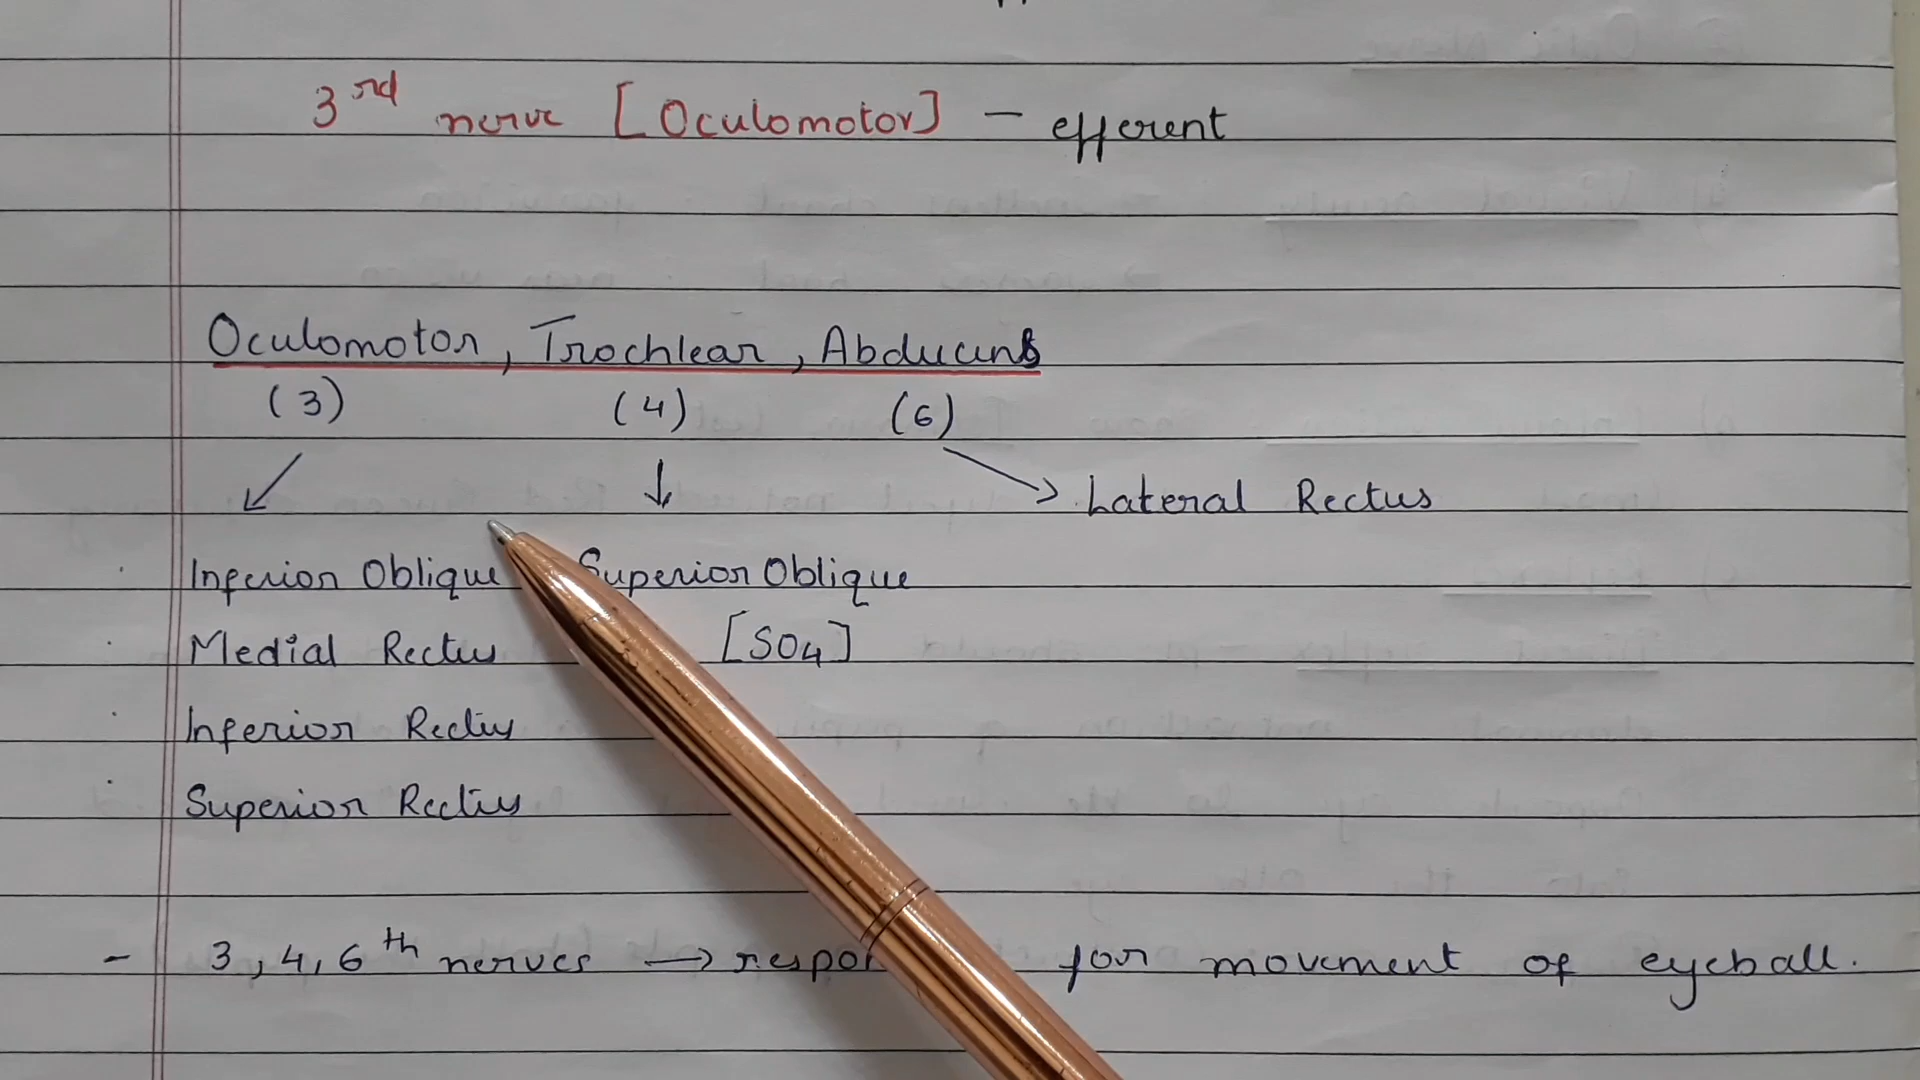 3rd nerve [Oculomotor] - efferent
Oculomotor, Trochlear, Abducens
(3) (4) (6)
Lateral Rectus
Inferior Oblique Superior Oblique
Medial Rectus [SO4]
Inferior Rectus
Superior Rectus
- 3, 4, 6th nerves → respo for movement of eyeball.